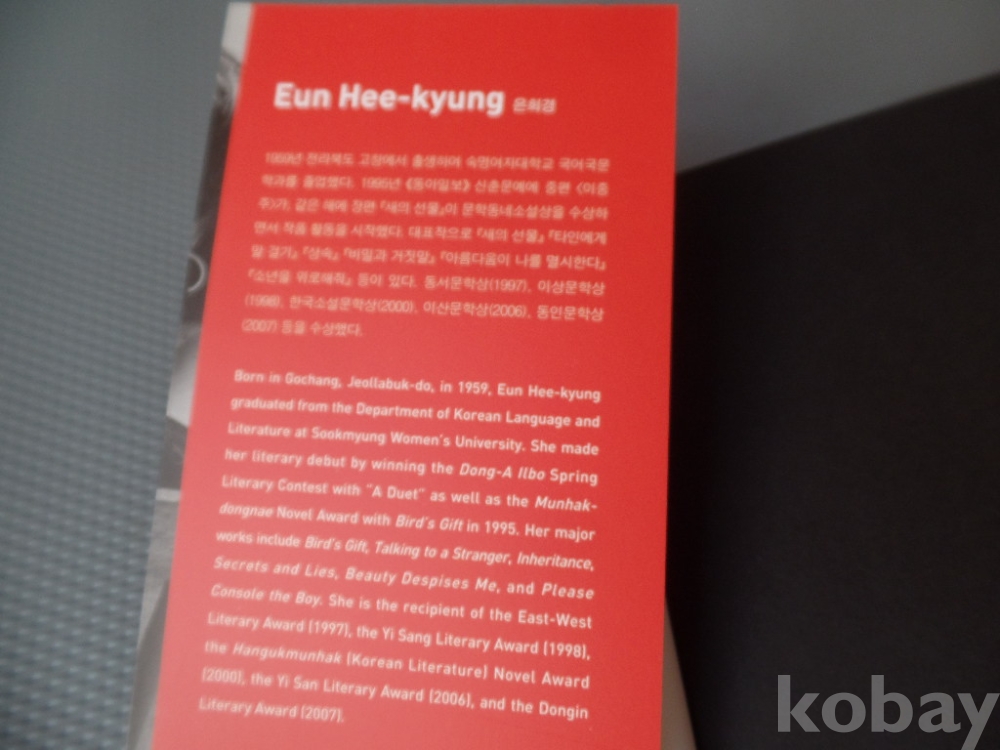 Eun Hee-kyung 은희경
1959년 전라북도 고창에서 출생하여 숙명여자대학교 국어국문
학과를 졸업했다. 1995년 《동아일보》 신춘문예에 중편 〈이중
주〉가, 같은 해에 장편 『새의 선물』이 문학동네소설상을 수상하
면서 작품 활동을 시작했다. 대표작으로 『새의 선물』 『타인에게
말 걸기』 『상속』 『비밀과 거짓말』 『아름다움이 나를 멸시한다』
『소년을 위로해줘』 등이 있다. 동서문학상(1997), 이상문학상
(1998), 한국소설문학상(2000), 이산문학상(2006), 동인문학상
(2007) 등을 수상했다.
Born in Gochang, Jeollabuk-do, in 1959, Eun Hee-kyung
graduated from the Department of Korean Language and
Literature at Sookmyung Women's University. She made
her literary debut by winning the Dong-A Ilbo Spring
Literary Contest with "A Duet" as well as the Munhak-
dongnae Novel Award with Bird's Gift in 1995. Her major
works include Bird's Gift, Talking to a Stranger, Inheritance,
Secrets and Lies, Beauty Despises Me, and Please
Console the Boy. She is the recipient of the East-West
Literary Award (1997), the Yi Sang Literary Award (1998),
the Hangukmunhak (Korean Literature) Novel Award
(2000), the Yi San Literary Award (2006), and the Dongin
Literary Award (2007).
kobay